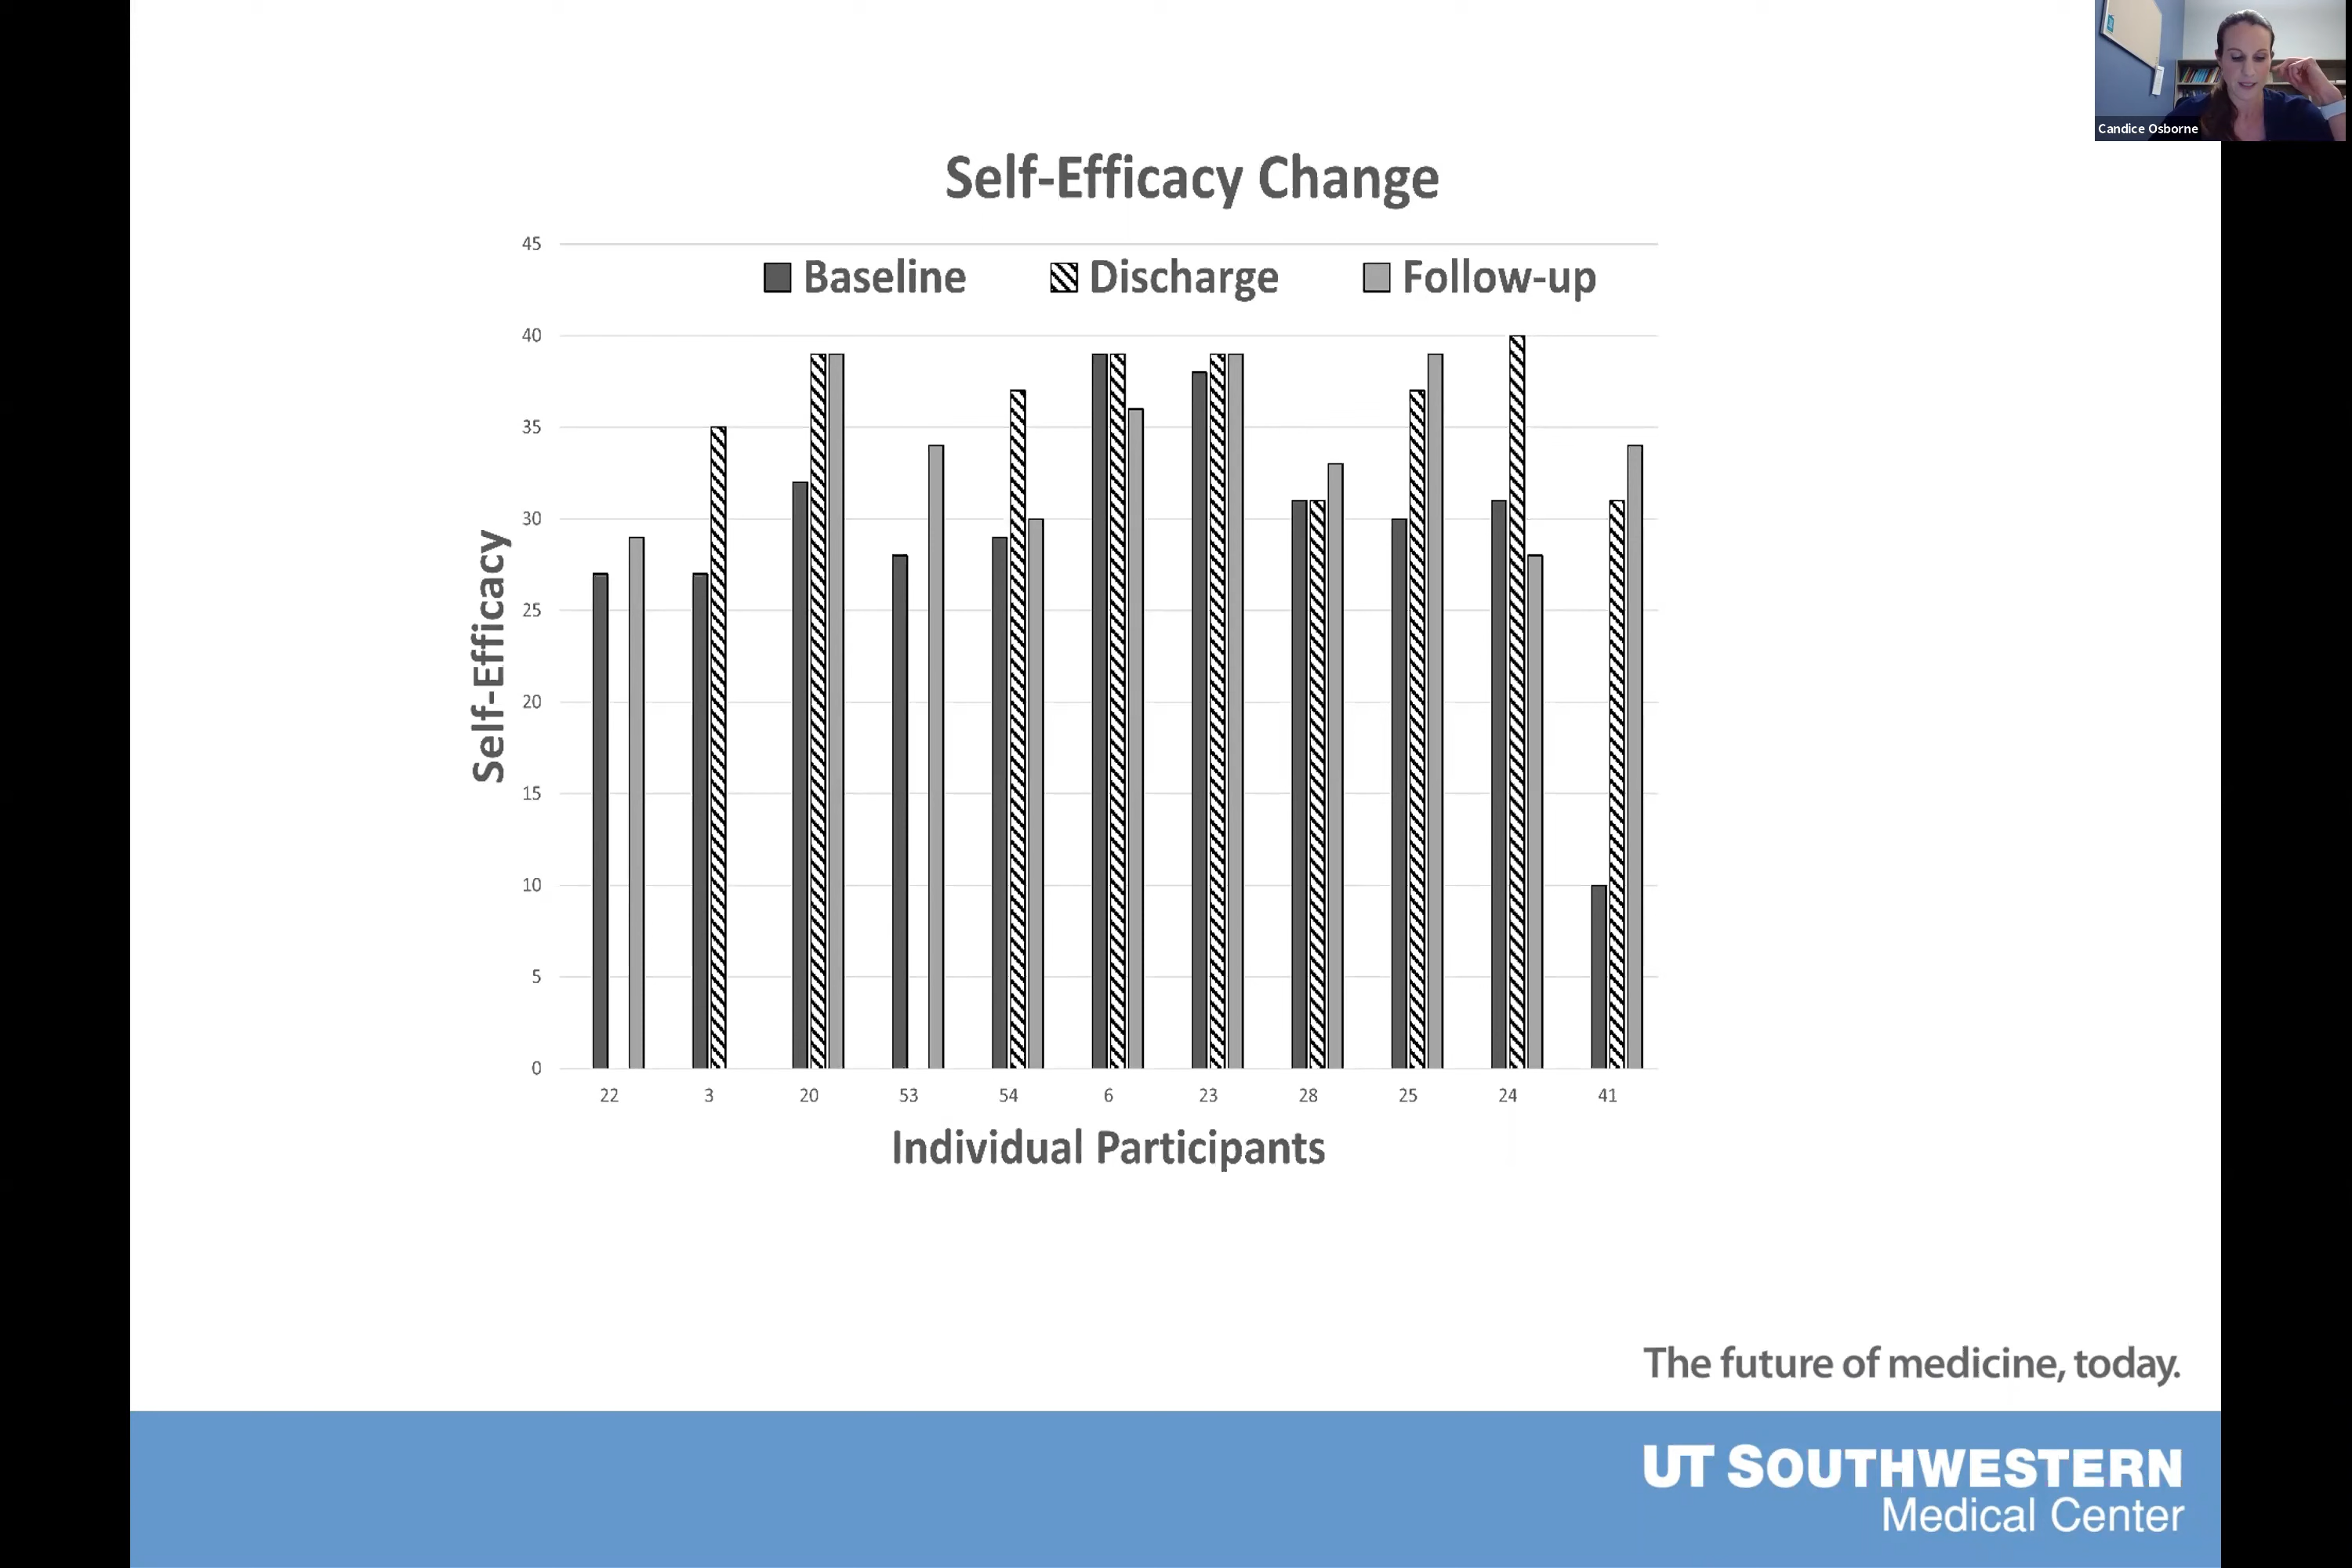 Candice Osborne
Self-Efficacy Change
45
Baseline Discharge Follow-up
40
35
30
25
20
15
10
5
0
Self-Efficacy
22 3 20 53 54 6 23 28 25 24 41
Individual Participants
The future of medicine, today.
UT SOUTHWESTERN
Medical Center